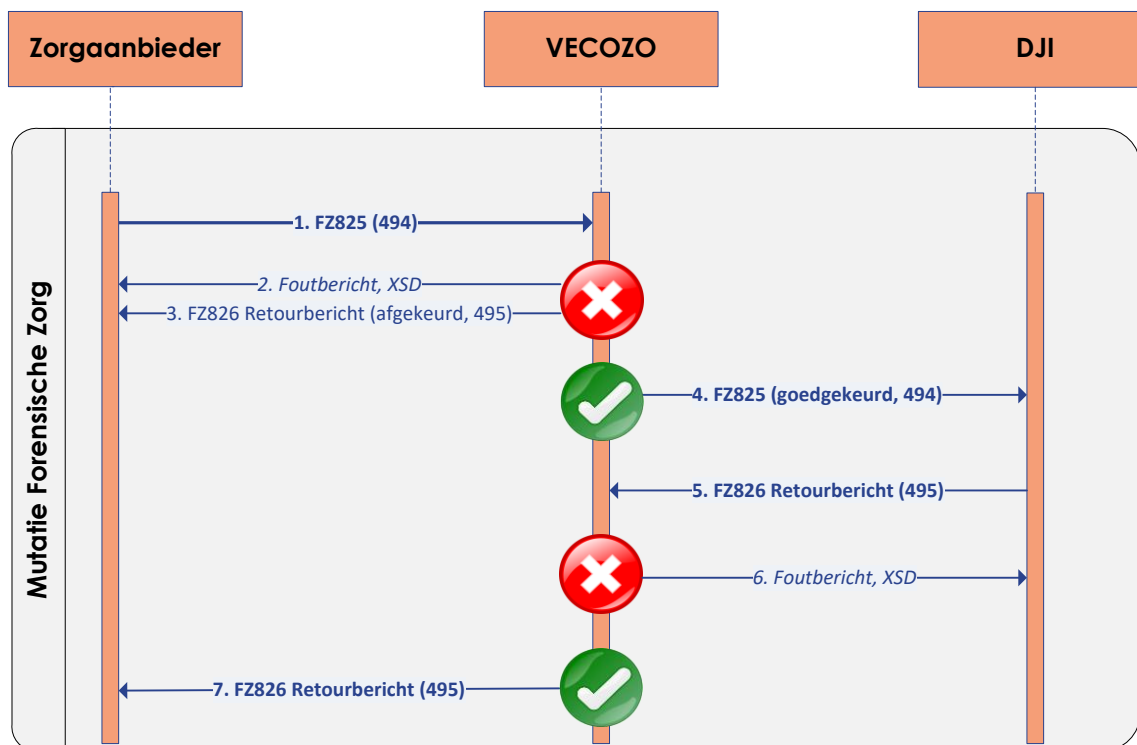 Zorgaanbieder
VECOZO
DJI
Mutatie Forensische Zorg
1. FZ825 (494)
2. Foutbericht, XSD
3. FZ826 Retourbericht (afgekeurd, 495)
4. FZ825 (goedgekeurd, 494)
5. FZ826 Retourbericht (495)
6. Foutbericht, XSD
7. FZ826 Retourbericht (495)